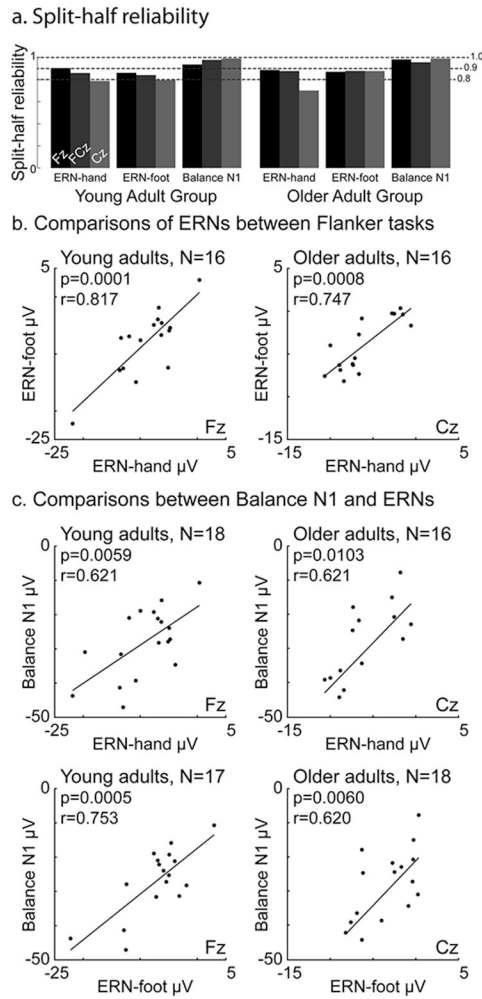 a. Split-half reliability
Split-half reliability
1
0
1.0
0.9
0.8
Fz
FCz
Cz
ERN-hand ERN-foot Balance N1 ERN-hand ERN-foot Balance N1
Young Adult Group Older Adult Group
b. Comparisons of ERNs between Flanker tasks
Young adults, N=16
p=0.0001
r=0.817
5
ERN-foot µV
-25
Fz
-25 5
ERN-hand µV
Older adults, N=16
p=0.0008
r=0.747
5
ERN-foot µV
-15
Cz
-15 5
ERN-hand µV
c. Comparisons between Balance N1 and ERNs
Young adults, N=18
p=0.0059
r=0.621
0
Balance N1 µV
-50
Fz
-25 5
ERN-hand µV
Older adults, N=16
p=0.0103
r=0.621
0
Balance N1 µV
-50
Cz
-15 5
ERN-hand µV
Young adults, N=17
p=0.0005
r=0.753
0
Balance N1 µV
-50
Fz
-25 5
ERN-foot µV
Older adults, N=18
p=0.0060
r=0.620
0
Balance N1 µV
-50
Cz
-15 5
ERN-foot µV